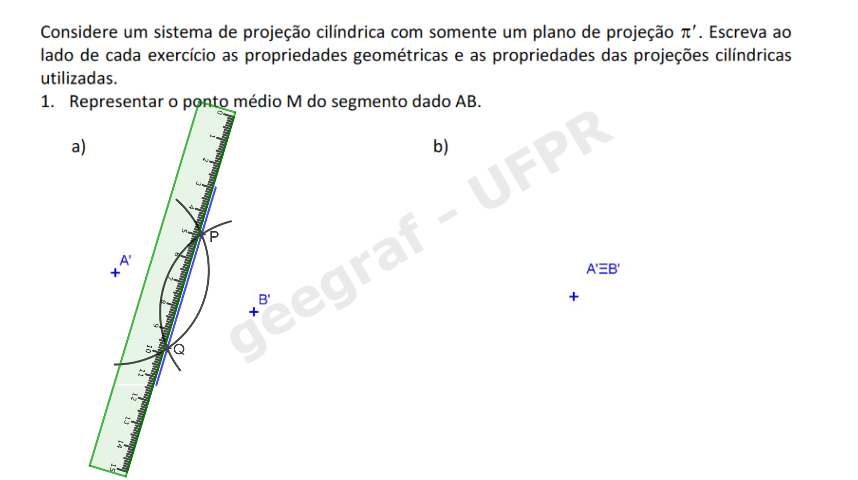 Considere um sistema de projeção cilíndrica com somente um plano de projeção π′. Escreva ao
lado de cada exercício as propriedades geométricas e as propriedades das projeções cilíndricas
utilizadas.
1. Representar o ponto médio M do segmento dado AB.
a) b)
geegraf - UFPR
0
1
2
3
4
5
P
6
7
A'
A'≡B'
8
B'
9
10
Q
11
12
13
14
15